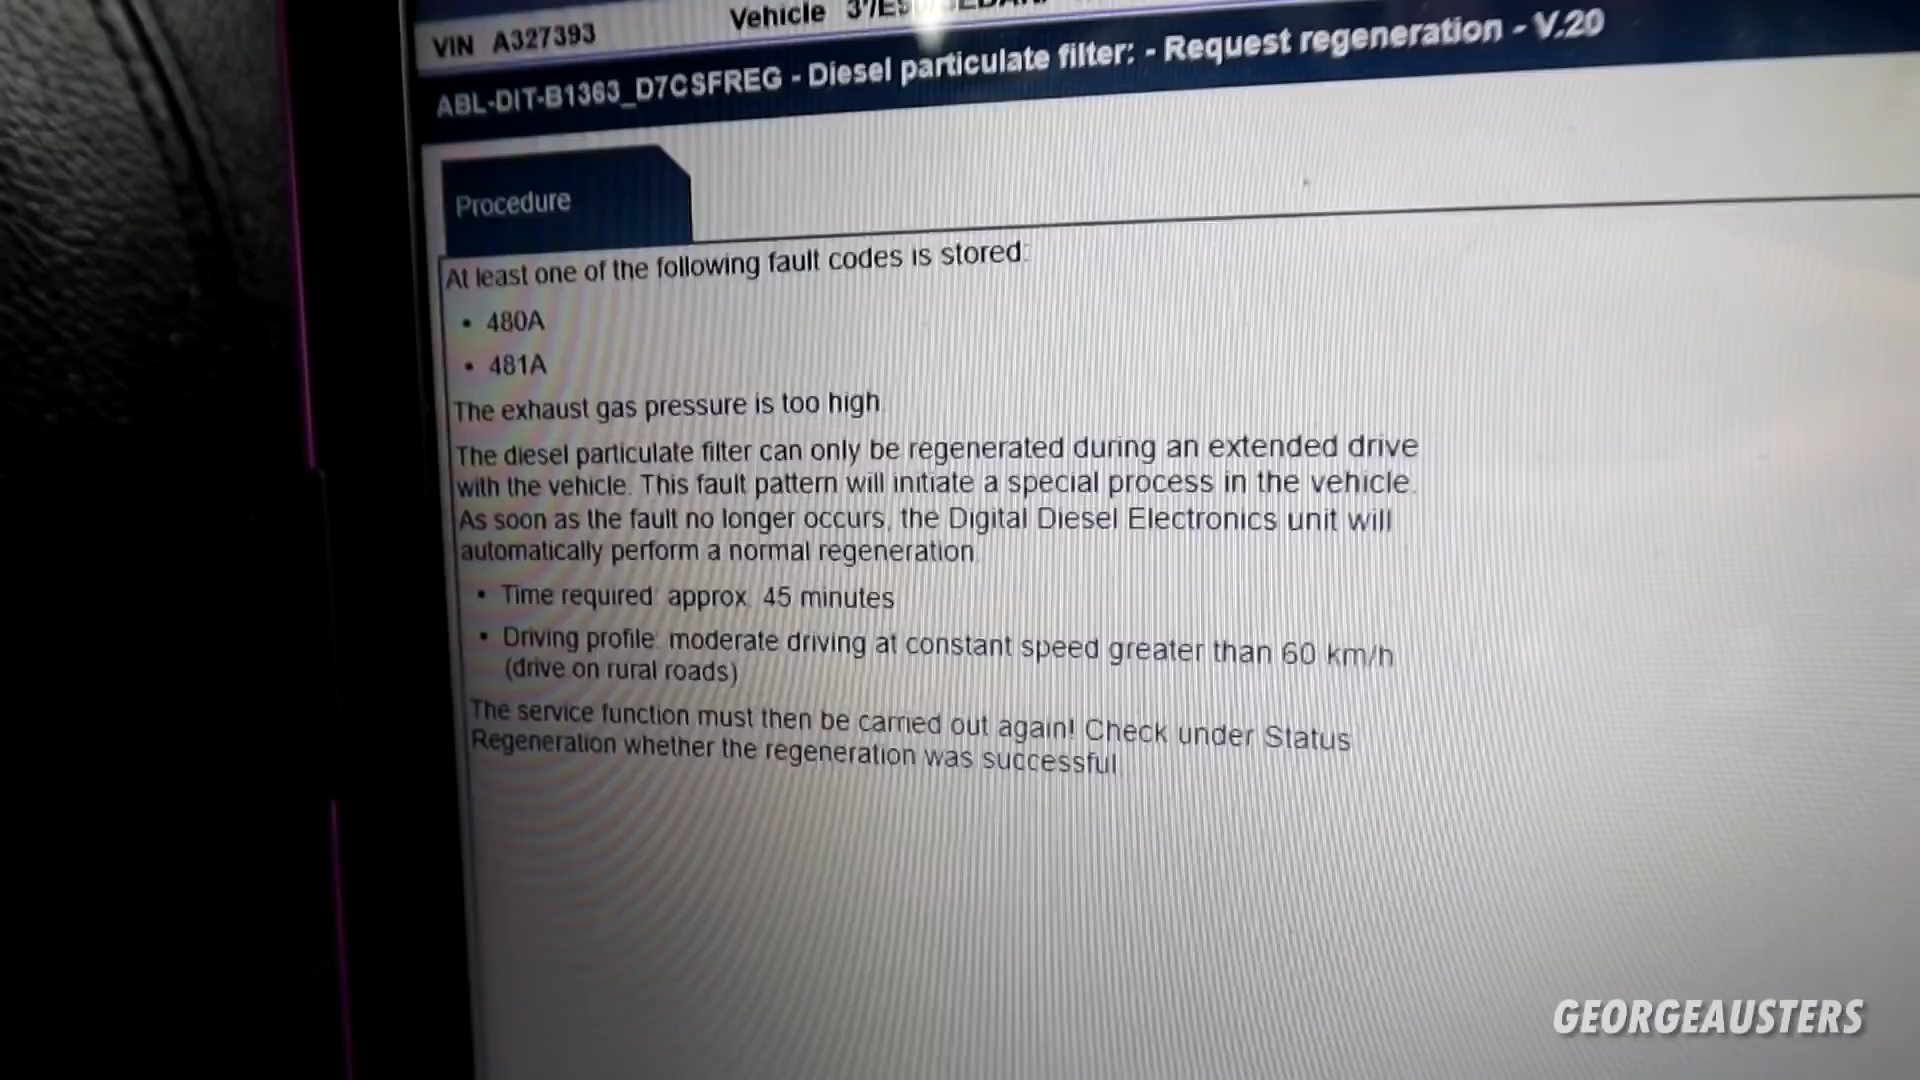 VIN A327393 Vehicle
ABL-DIT-B1363_D7CSFREG - Diesel particulate filter: - Request regeneration - V.20
Procedure
At least one of the following fault codes is stored:
• 480A
• 481A
The exhaust gas pressure is too high.
The diesel particulate filter can only be regenerated during an extended drive
with the vehicle. This fault pattern will initiate a special process in the vehicle.
As soon as the fault no longer occurs, the Digital Diesel Electronics unit will
automatically perform a normal regeneration.
• Time required: approx. 45 minutes
• Driving profile: moderate driving at constant speed greater than 60 km/h
(drive on rural roads)
The service function must then be carried out again! Check under Status
Regeneration whether the regeneration was successful.
GEORGEAUSTERS